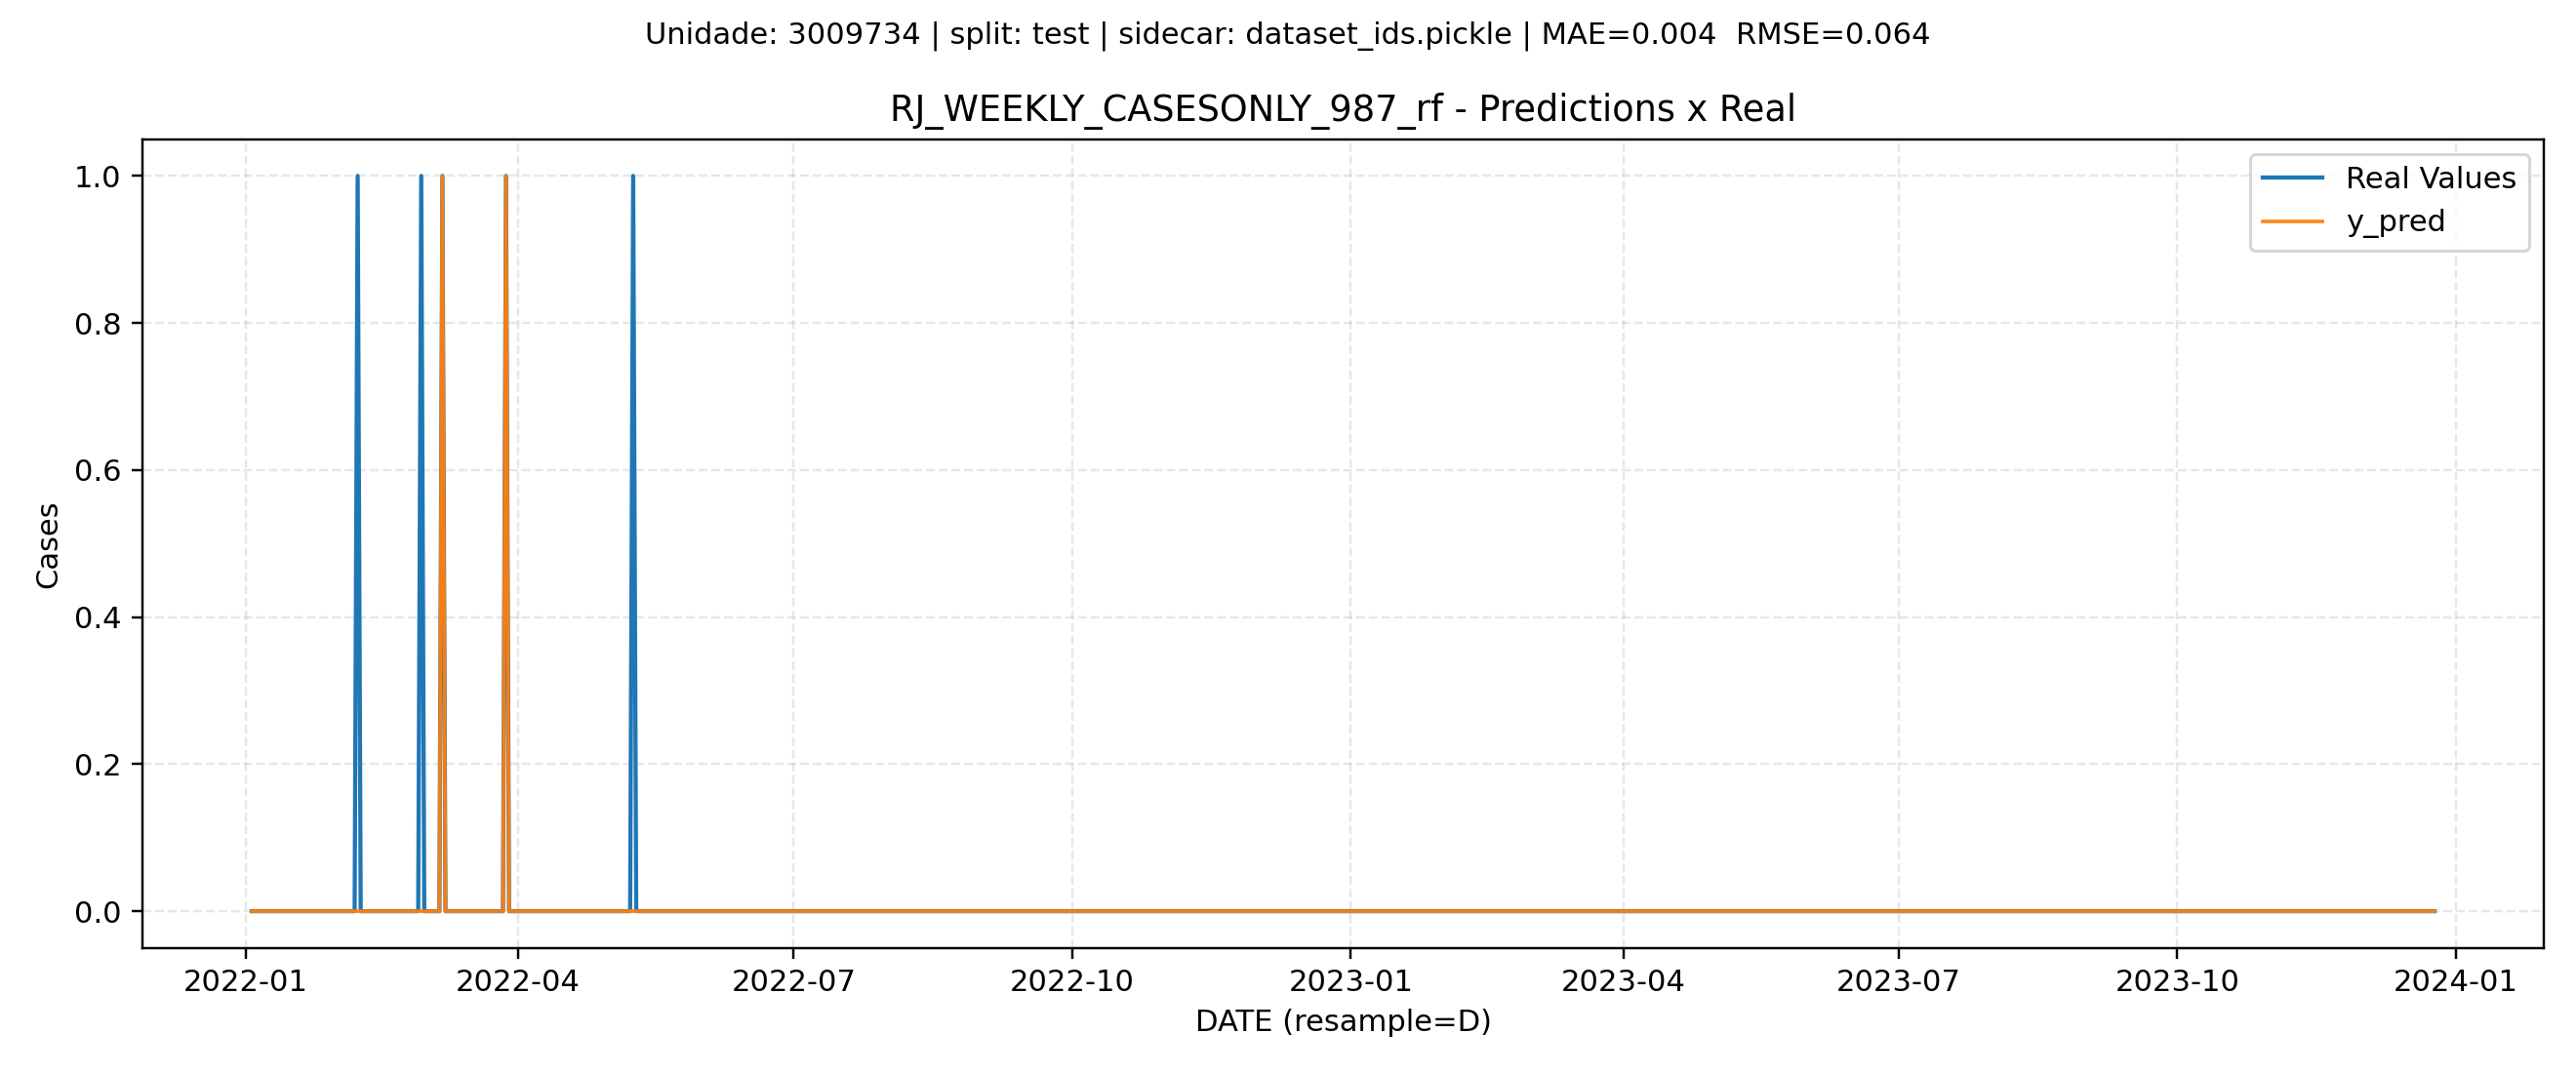 Unidade: 3009734 | split: test | sidecar: dataset_ids.pickle | MAE=0.004  RMSE=0.064
RJ_WEEKLY_CASESONLY_987_rf - Predictions x Real
Real Values
y_pred
1.0
0.8
0.6
0.4
0.2
0.0
Cases
2022-01
2022-04
2022-07
2022-10
2023-01
2023-04
2023-07
2023-10
2024-01
DATE (resample=D)